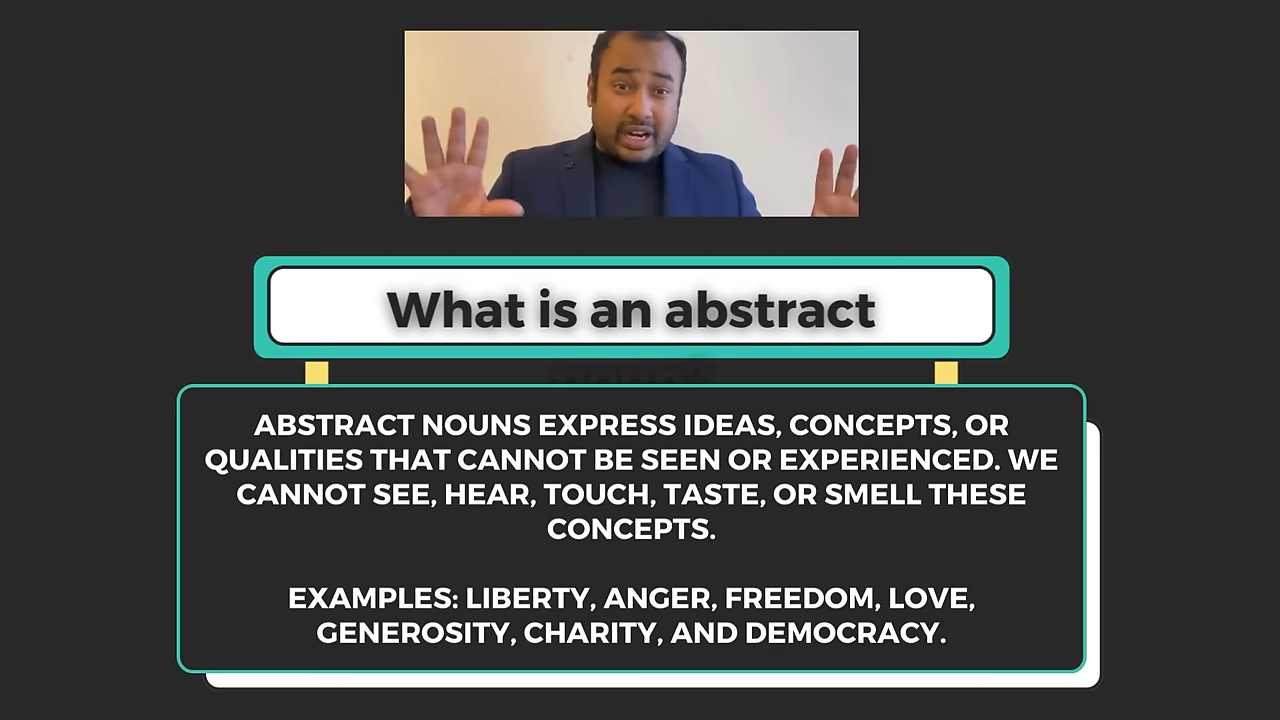 What is an abstract
ABSTRACT NOUNS EXPRESS IDEAS, CONCEPTS, OR
QUALITIES THAT CANNOT BE SEEN OR EXPERIENCED. WE
CANNOT SEE, HEAR, TOUCH, TASTE, OR SMELL THESE
CONCEPTS.
EXAMPLES: LIBERTY, ANGER, FREEDOM, LOVE,
GENEROSITY, CHARITY, AND DEMOCRACY.